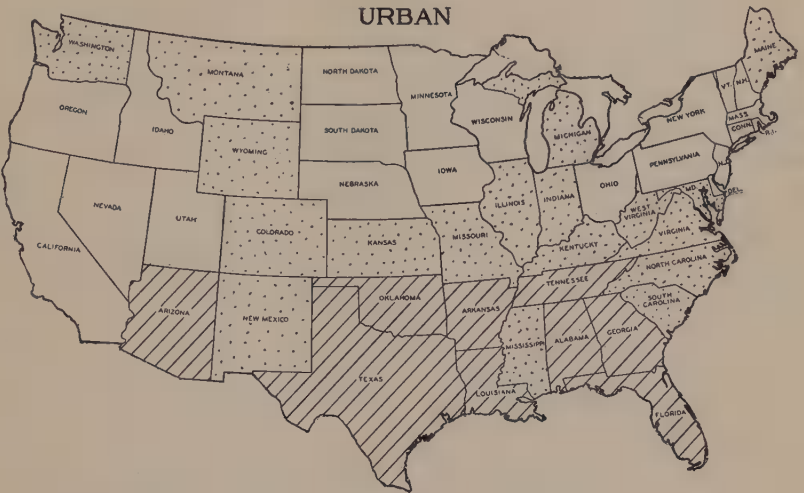 URBAN
WASHINGTON
MONTANA
NORTH DAKOTA
MINNESOTA
MAINE
VT.
N.H.
OREGON
IDAHO
SOUTH DAKOTA
WISCONSIN
MICHIGAN
NEW YORK
MASS.
CONN.
R.I.
WYOMING
IOWA
PENNSYLVANIA
N.J.
NEBRASKA
NEVADA
UTAH
COLORADO
KANSAS
MISSOURI
ILLINOIS
INDIANA
OHIO
WEST
VIRGINIA
MD.
DEL.
VIRGINIA
KENTUCKY
CALIFORNIA
NORTH CAROLINA
TENNESSEE
SOUTH
CAROLINA
ARIZONA
NEW MEXICO
OKLAHOMA
ARKANSAS
MISSISSIPPI
ALABAMA
GEORGIA
TEXAS
LOUISIANA
FLORIDA